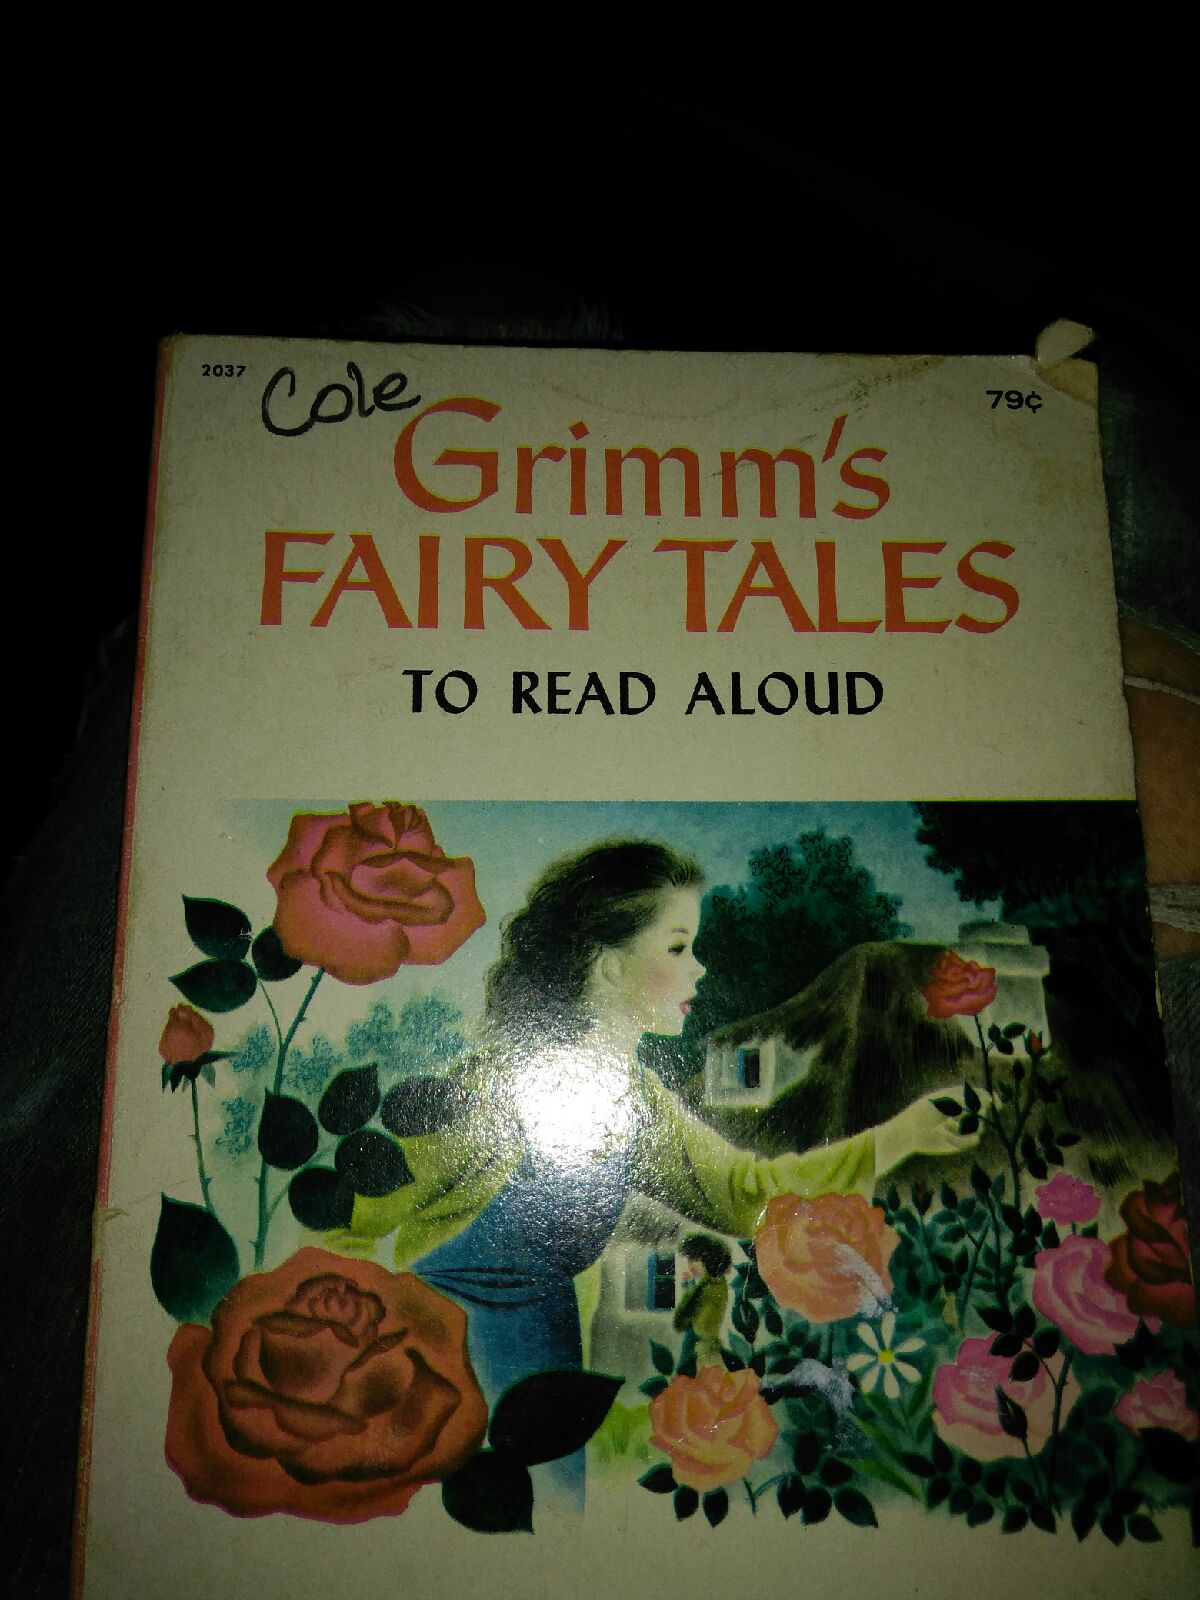 2037
Cole
79¢
Grimm's
FAIRY TALES
TO READ ALOUD